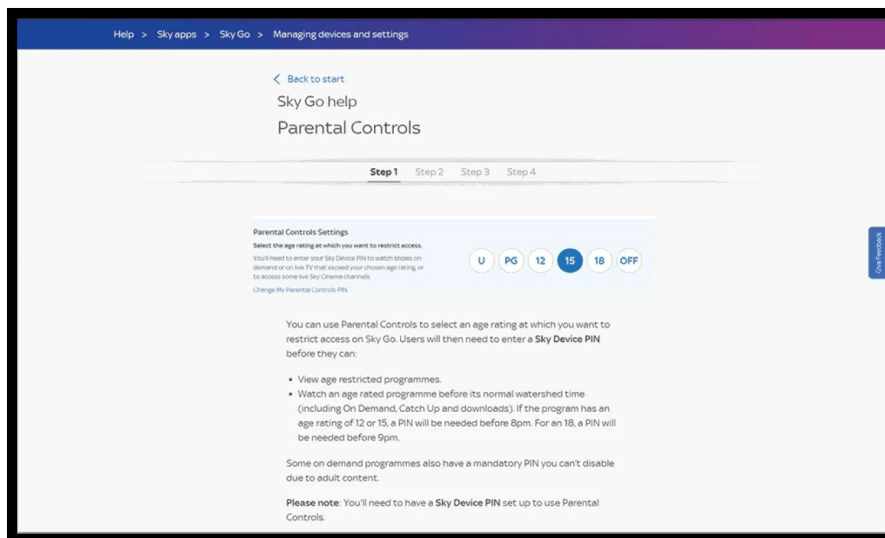 Help > Sky apps > Sky Go > Managing devices and settings
< Back to start
Sky Go help
Parental Controls
Step 1 Step 2 Step 3 Step 4
Parental Controls Settings
Select the age rating at which you want to restrict access.
You'll need to enter your Sky Device PIN to watch shows on
demand or on live TV that exceed your chosen age rating, or
to access some live Sky Cinema channels.
Change My Parental Controls PIN
U PG 12 15 18 OFF
Give Feedback
You can use Parental Controls to select an age rating at which you want to
restrict access on Sky Go. Users will then need to enter a Sky Device PIN
before they can:
• View age restricted programmes.
• Watch an age rated programme before its normal watershed time
(including On Demand, Catch Up and downloads). If the program has an
age rating of 12 or 15, a PIN will be needed before 8pm. For an 18, a PIN will
be needed before 9pm.
Some on demand programmes also have a mandatory PIN you can't disable
due to adult content.
Please note: You'll need to have a Sky Device PIN set up to use Parental
Controls.